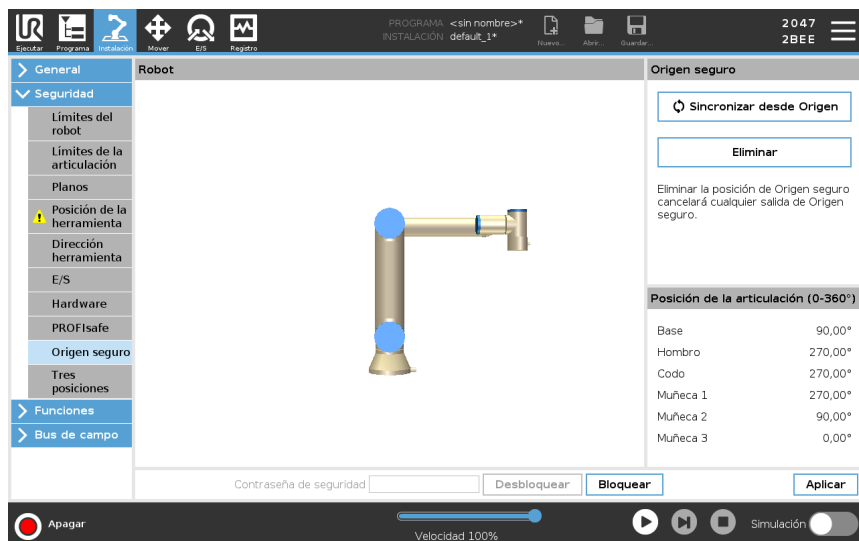 UR
Ejecutar
Programa
Instalación
Mover
E/S
Registro
PROGRAMA <sin nombre>*
INSTALACIÓN default_1*
Nuevo...
Abrir...
Guardar...
2047
2BEE
General
Seguridad
Límites del
robot
Límites de la
articulación
Planos
Posición de la
herramienta
Dirección
herramienta
E/S
Hardware
PROFIsafe
Origen seguro
Tres
posiciones
Funciones
Bus de campo
Robot
Origen seguro
Sincronizar desde Origen
Eliminar
Eliminar la posición de Origen seguro
cancelará cualquier salida de Origen
seguro.
Posición de la articulación (0-360°)
Base 90,00°
Hombro 270,00°
Codo 270,00°
Muñeca 1 270,00°
Muñeca 2 90,00°
Muñeca 3 0,00°
Contraseña de seguridad
Desbloquear
Bloquear
Aplicar
Apagar
Velocidad 100%
Simulación